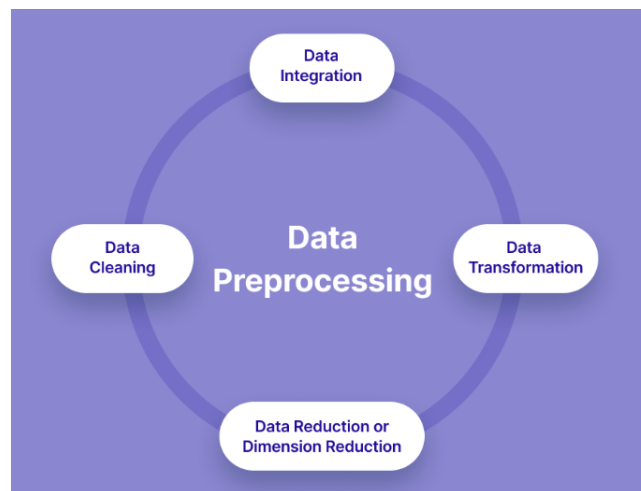 Data
Integration
Data
Cleaning
Data
Preprocessing
Data
Transformation
Data Reduction or
Dimension Reduction